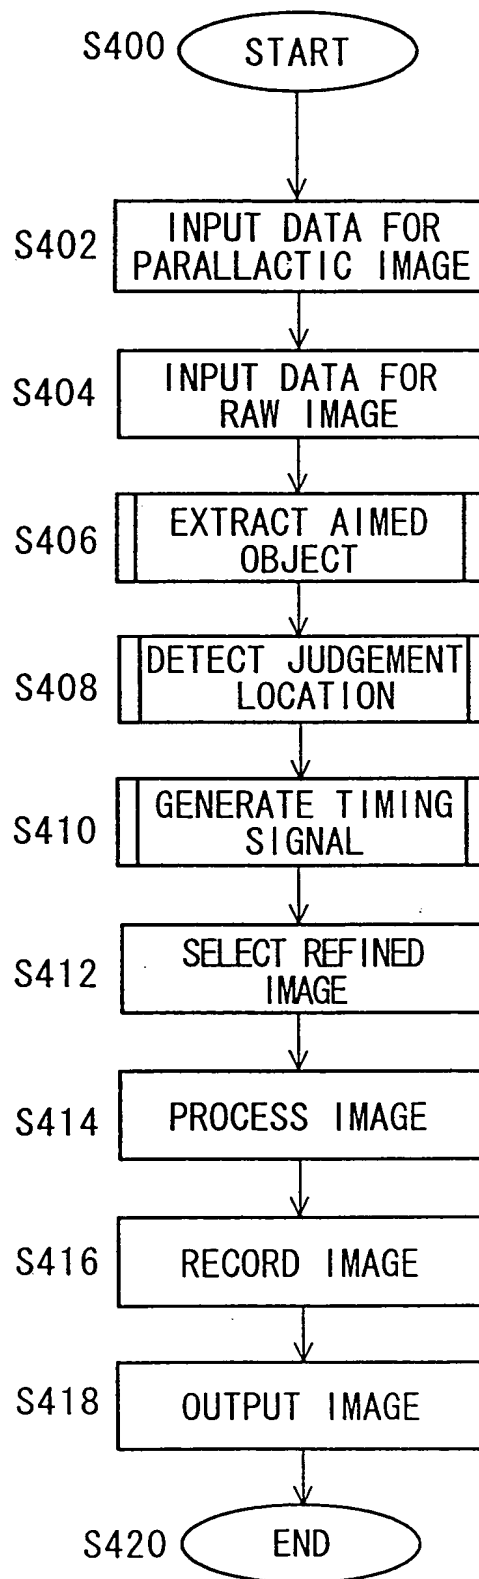 S400 START
S402
INPUT DATA FOR
PARALLACTIC IMAGE
S404
INPUT DATA FOR
RAW IMAGE
S406
EXTRACT AIMED
OBJECT
S408
DETECT JUDGEMENT
LOCATION
S410
GENERATE TIMING
SIGNAL
S412
SELECT REFINED
IMAGE
S414 PROCESS IMAGE
S416 RECORD IMAGE
S418 OUTPUT IMAGE
S420 END